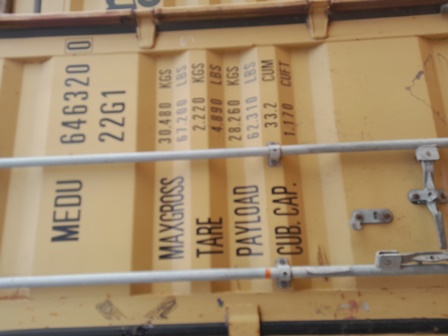 MEDU 646320 0
22G1
MAXGROSS 30.480 KGS
67.200 LBS
TARE 2.220 KGS
4.890 LBS
PAYLOAD 28.260 KGS
62.310 LBS
CUB. CAP. 33.2 CUM
1.170 CUFT